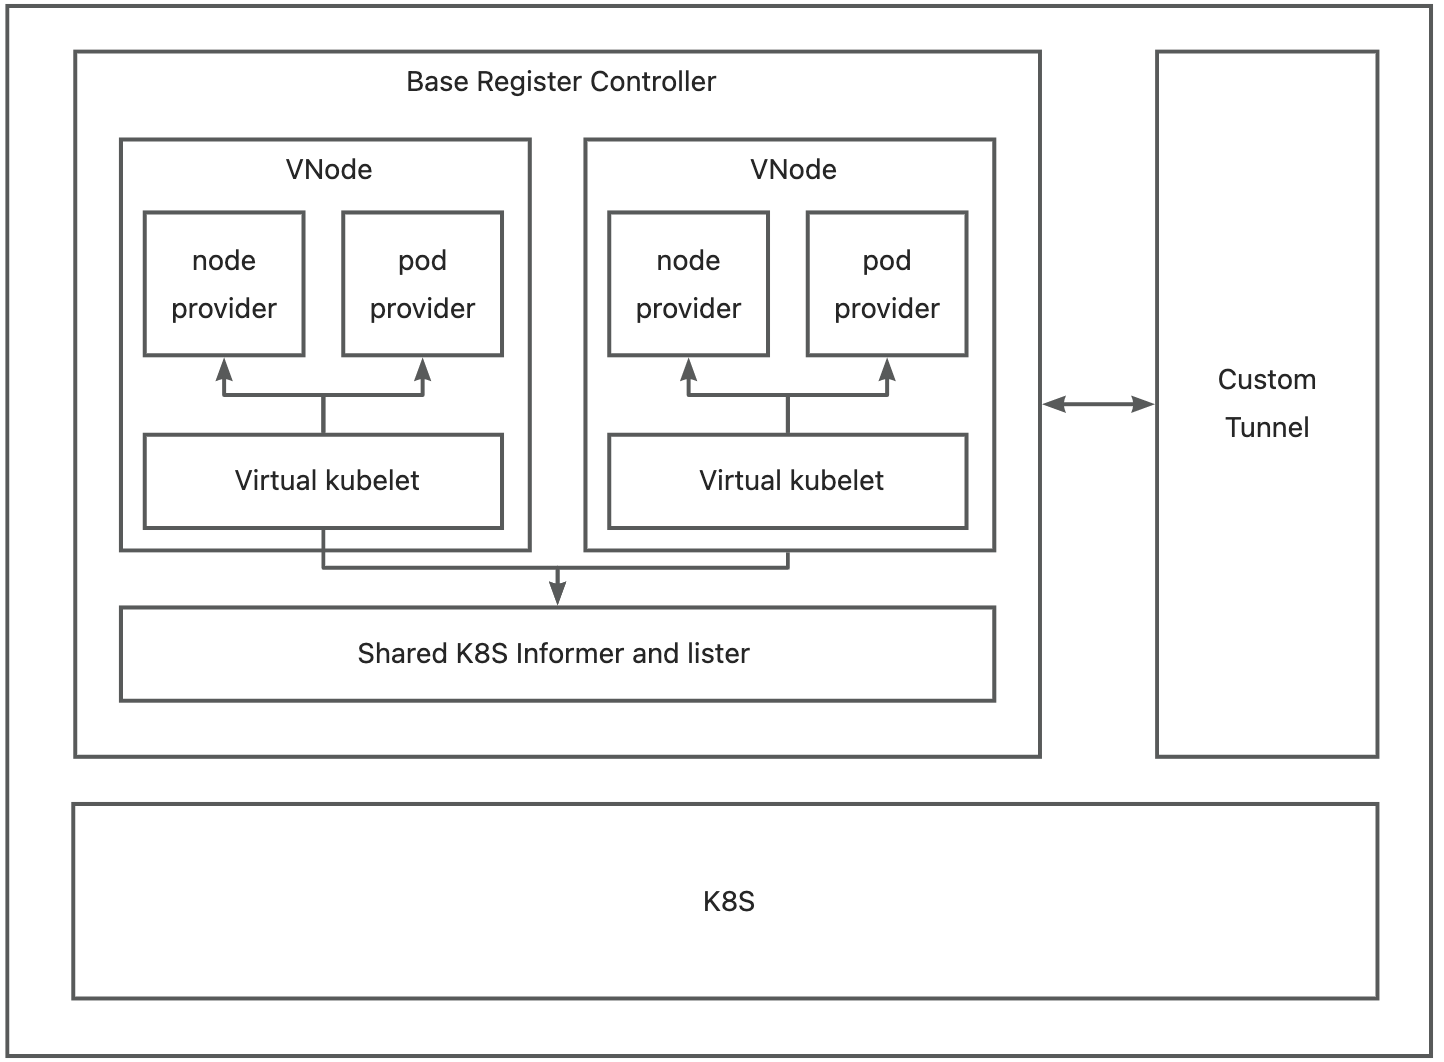 Base Register Controller
VNode
node
provider
pod
provider
Virtual kubelet
VNode
node
provider
pod
provider
Virtual kubelet
Shared K8S Informer and lister
Custom
Tunnel
K8S